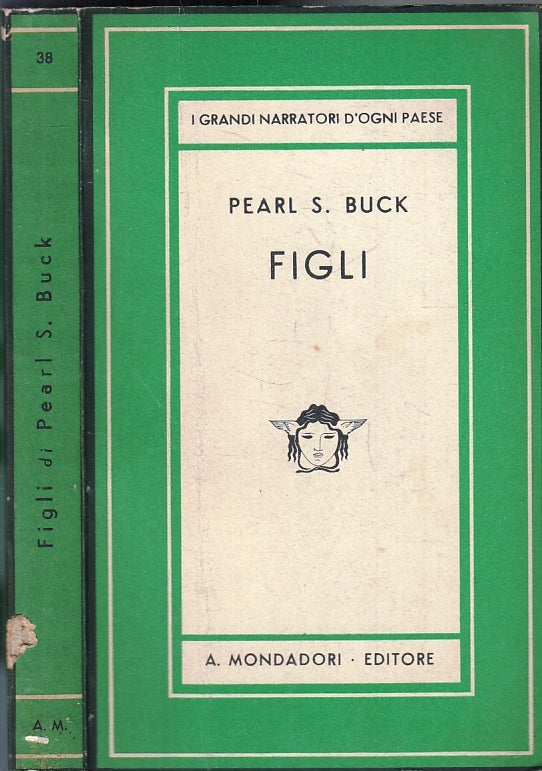 38
Figli di Pearl S. Buck
A. M.
I GRANDI NARRATORI D'OGNI PAESE
PEARL S. BUCK
FIGLI
A. MONDADORI · EDITORE